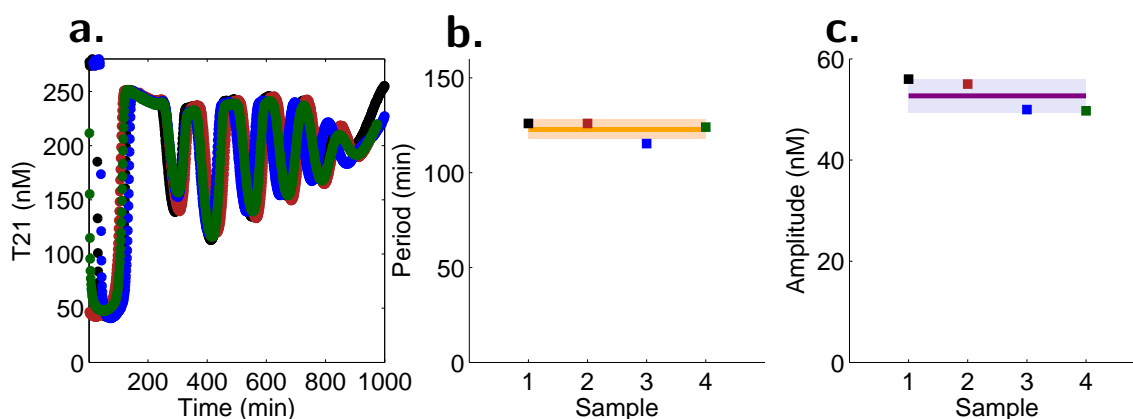 a.
250
200
150
100
50
0
T21 (nM)
200 400 600 800 1000
Time (min)
b.
150
100
50
0
Period (min)
1 2 3 4
Sample
c.
60
40
20
0
Amplitude (nM)
1 2 3 4
Sample